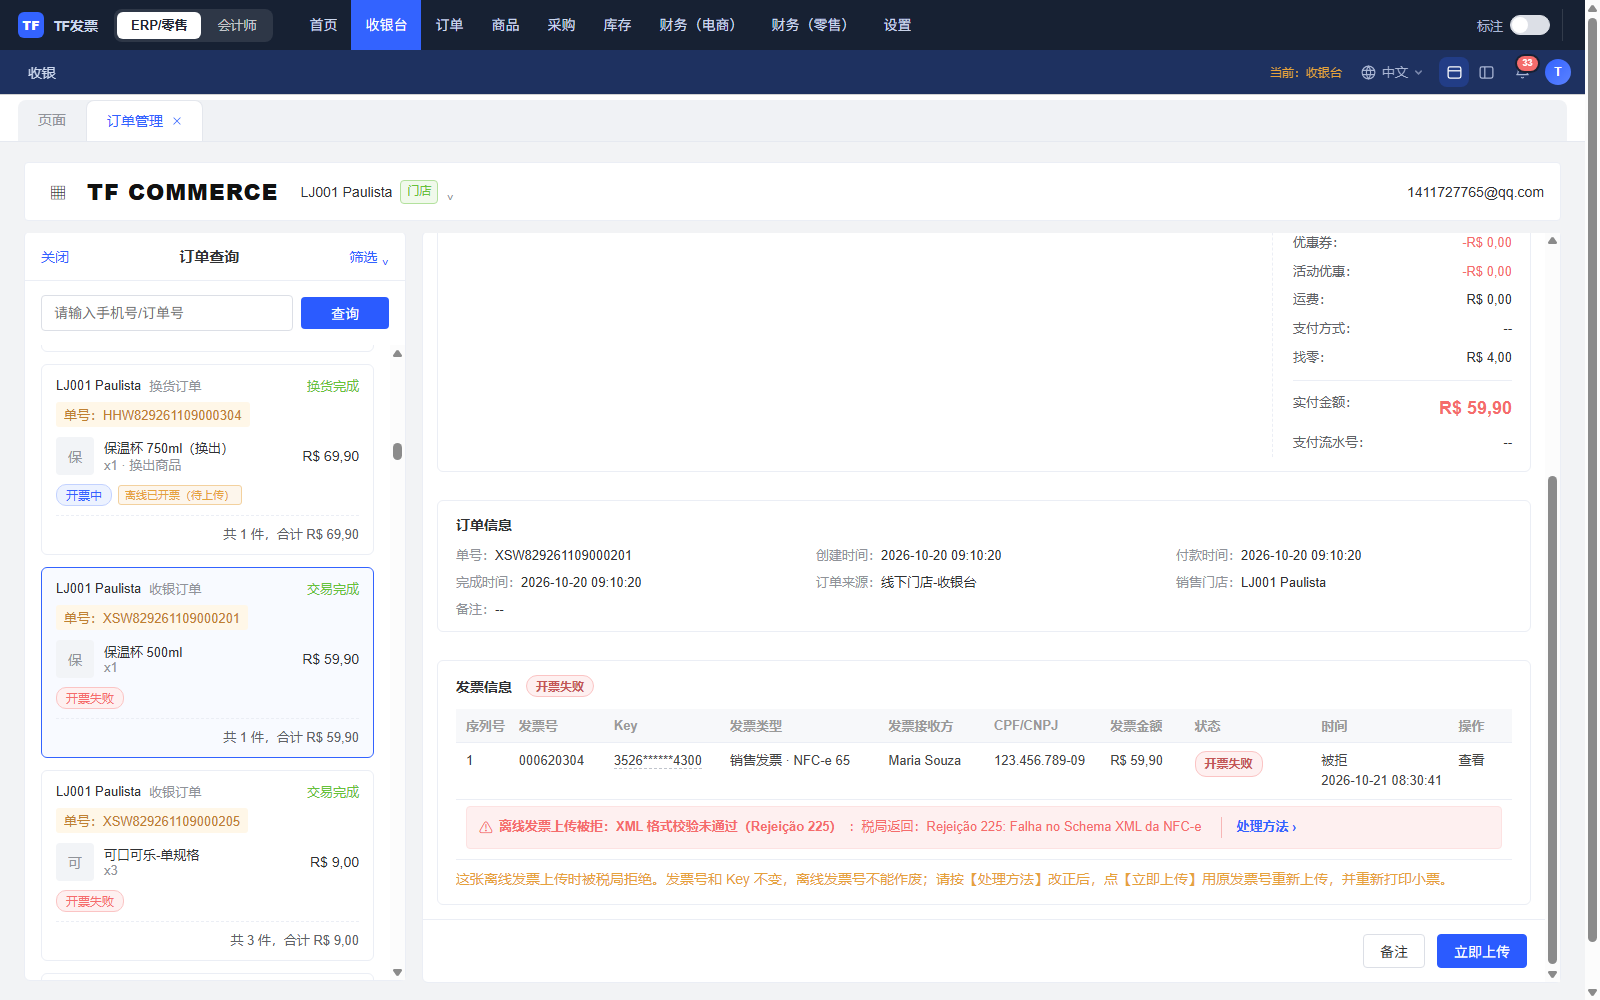 TF TF发票 ERP/零售 会计师 首页 收银台 订单 商品 采购 库存 财务（电商） 财务（零售） 设置 标注
收银 当前：收银台 中文 33 T
页面 订单管理 ×
TF COMMERCE LJ001 Paulista 门店 1411727765@qq.com
关闭 订单查询 筛选
请输入手机号/订单号 查询
LJ001 Paulista 换货订单 换货完成
单号：HHW829261109000304
保 保温杯 750ml（换出） R$ 69,90
x1 · 换出商品
开票中 离线已开票（待上传）
共 1 件，合计 R$ 69,90
LJ001 Paulista 收银订单 交易完成
单号：XSW829261109000201
保 保温杯 500ml R$ 59,90
x1
开票失败
共 1 件，合计 R$ 59,90
LJ001 Paulista 收银订单 交易完成
单号：XSW829261109000205
可 可口可乐-单规格 R$ 9,00
x3
开票失败
共 3 件，合计 R$ 9,00
优惠券： -R$ 0,00
活动优惠： -R$ 0,00
运费： R$ 0,00
支付方式： --
找零： R$ 4,00
实付金额： R$ 59,90
支付流水号： --
订单信息
单号：XSW829261109000201 创建时间：2026-10-20 09:10:20 付款时间：2026-10-20 09:10:20
完成时间：2026-10-20 09:10:20 订单来源：线下门店-收银台 销售门店：LJ001 Paulista
备注：--
发票信息 开票失败
序列号 发票号 Key 发票类型 发票接收方 CPF/CNPJ 发票金额 状态 时间 操作
1 000620304 3526******4300 销售发票 · NFC-e 65 Maria Souza 123.456.789-09 R$ 59,90 开票失败 被拒 查看
2026-10-21 08:30:41
离线发票上传被拒：XML 格式校验未通过（Rejeição 225） ：税局返回：Rejeição 225: Falha no Schema XML da NFC-e 处理方法 ›
这张离线发票上传时被税局拒绝。发票号和 Key 不变，离线发票号不能作废；请按【处理方法】改正后，点【立即上传】用原发票号重新上传，并重新打印小票。
备注 立即上传